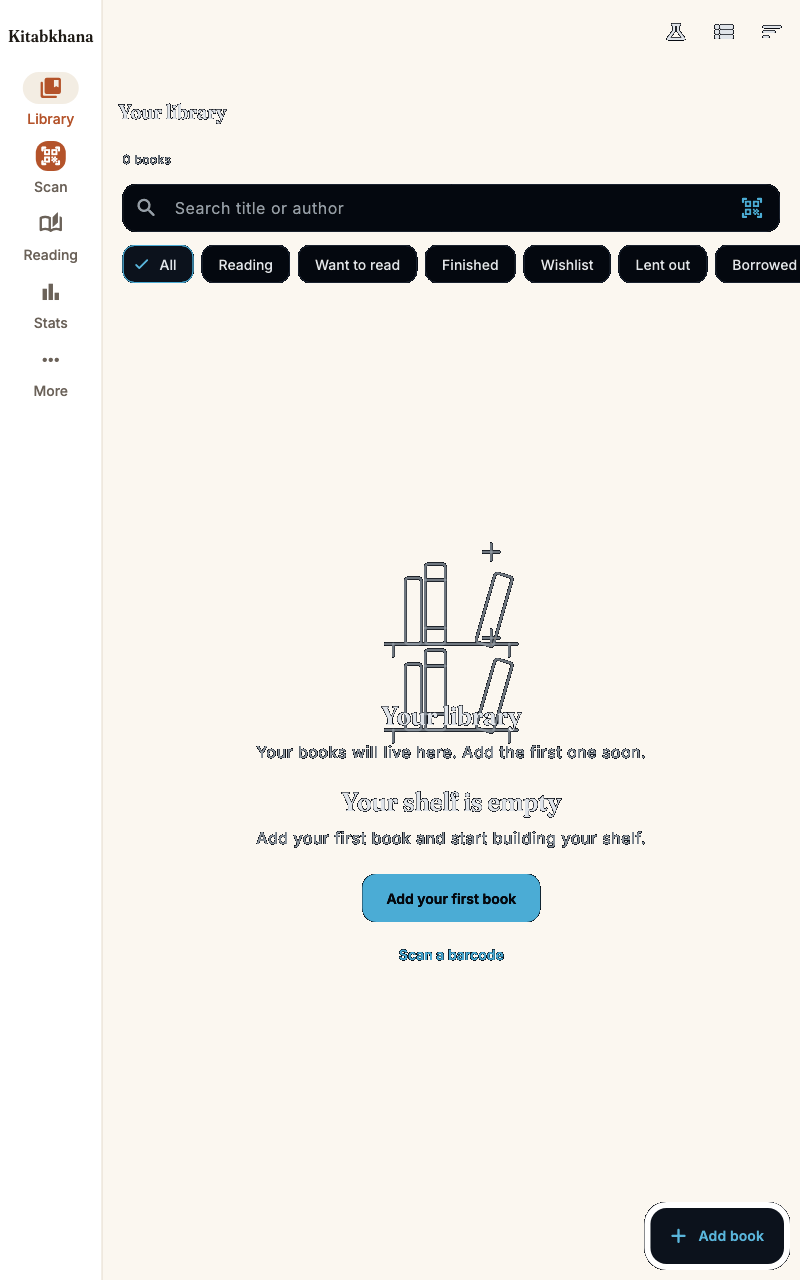 Kitabkhana
Library
Scan
Reading
Stats
More
Your library
0 books
Search title or author
All
Reading
Want to read
Finished
Wishlist
Lent out
Borrowed
Your library
Your books will live here. Add the first one soon.
Your shelf is empty
Add your first book and start building your shelf.
Add your first book
Scan a barcode
Add book